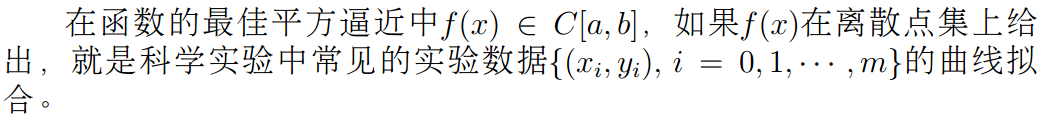 在函数的最佳平方逼近中f(x) ∈ C[a, b]，如果f(x)在离散点集上给
出，就是科学实验中常见的实验数据{(xᵢ, yᵢ), i = 0, 1, ⋯ , m}的曲线拟
合。